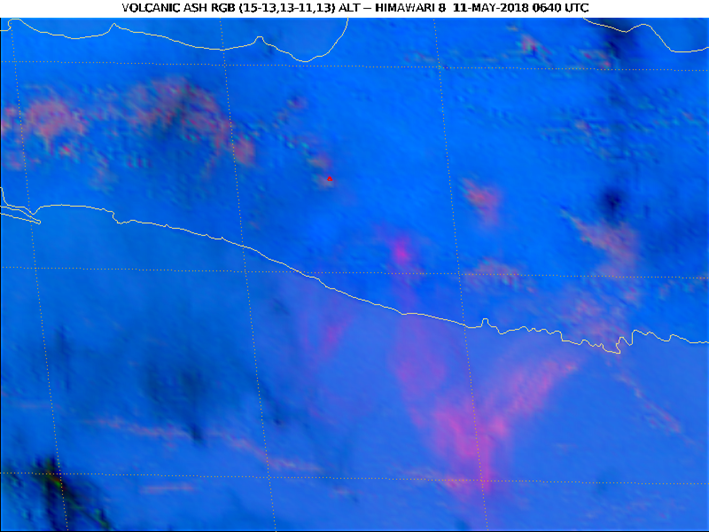 VOLCANIC ASH RGB (15-13,13-11,13) ALT – HIMAWARI 8 11-MAY-2018 0640 UTC